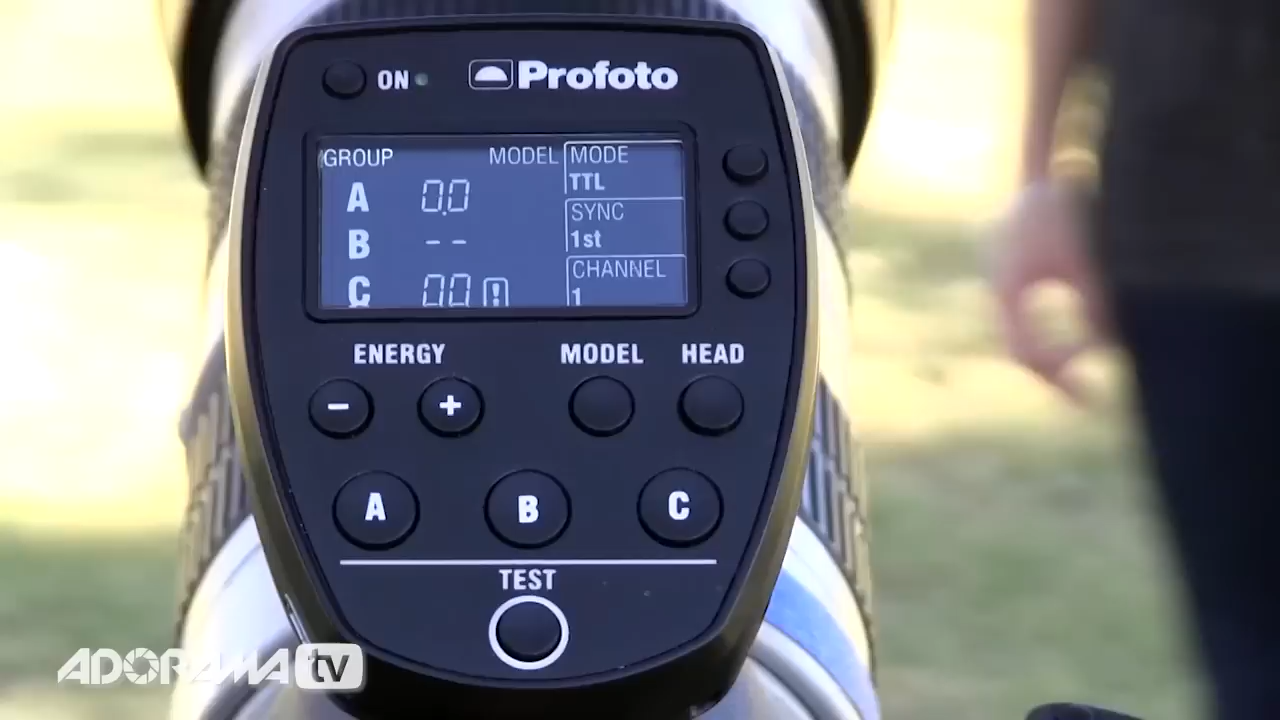 ON Profoto
GROUP MODEL MODE
A 0.0 TTL
SYNC
B -- 1st
CHANNEL
C 0.0 ! 1
ENERGY MODEL HEAD
- +
A B C
TEST
ADORAMA tv